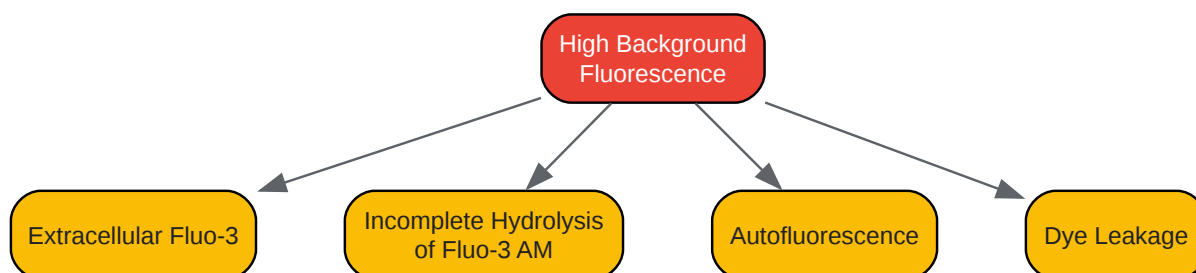 High Background
Fluorescence
Extracellular Fluo-3
Incomplete Hydrolysis
of Fluo-3 AM
Autofluorescence
Dye Leakage